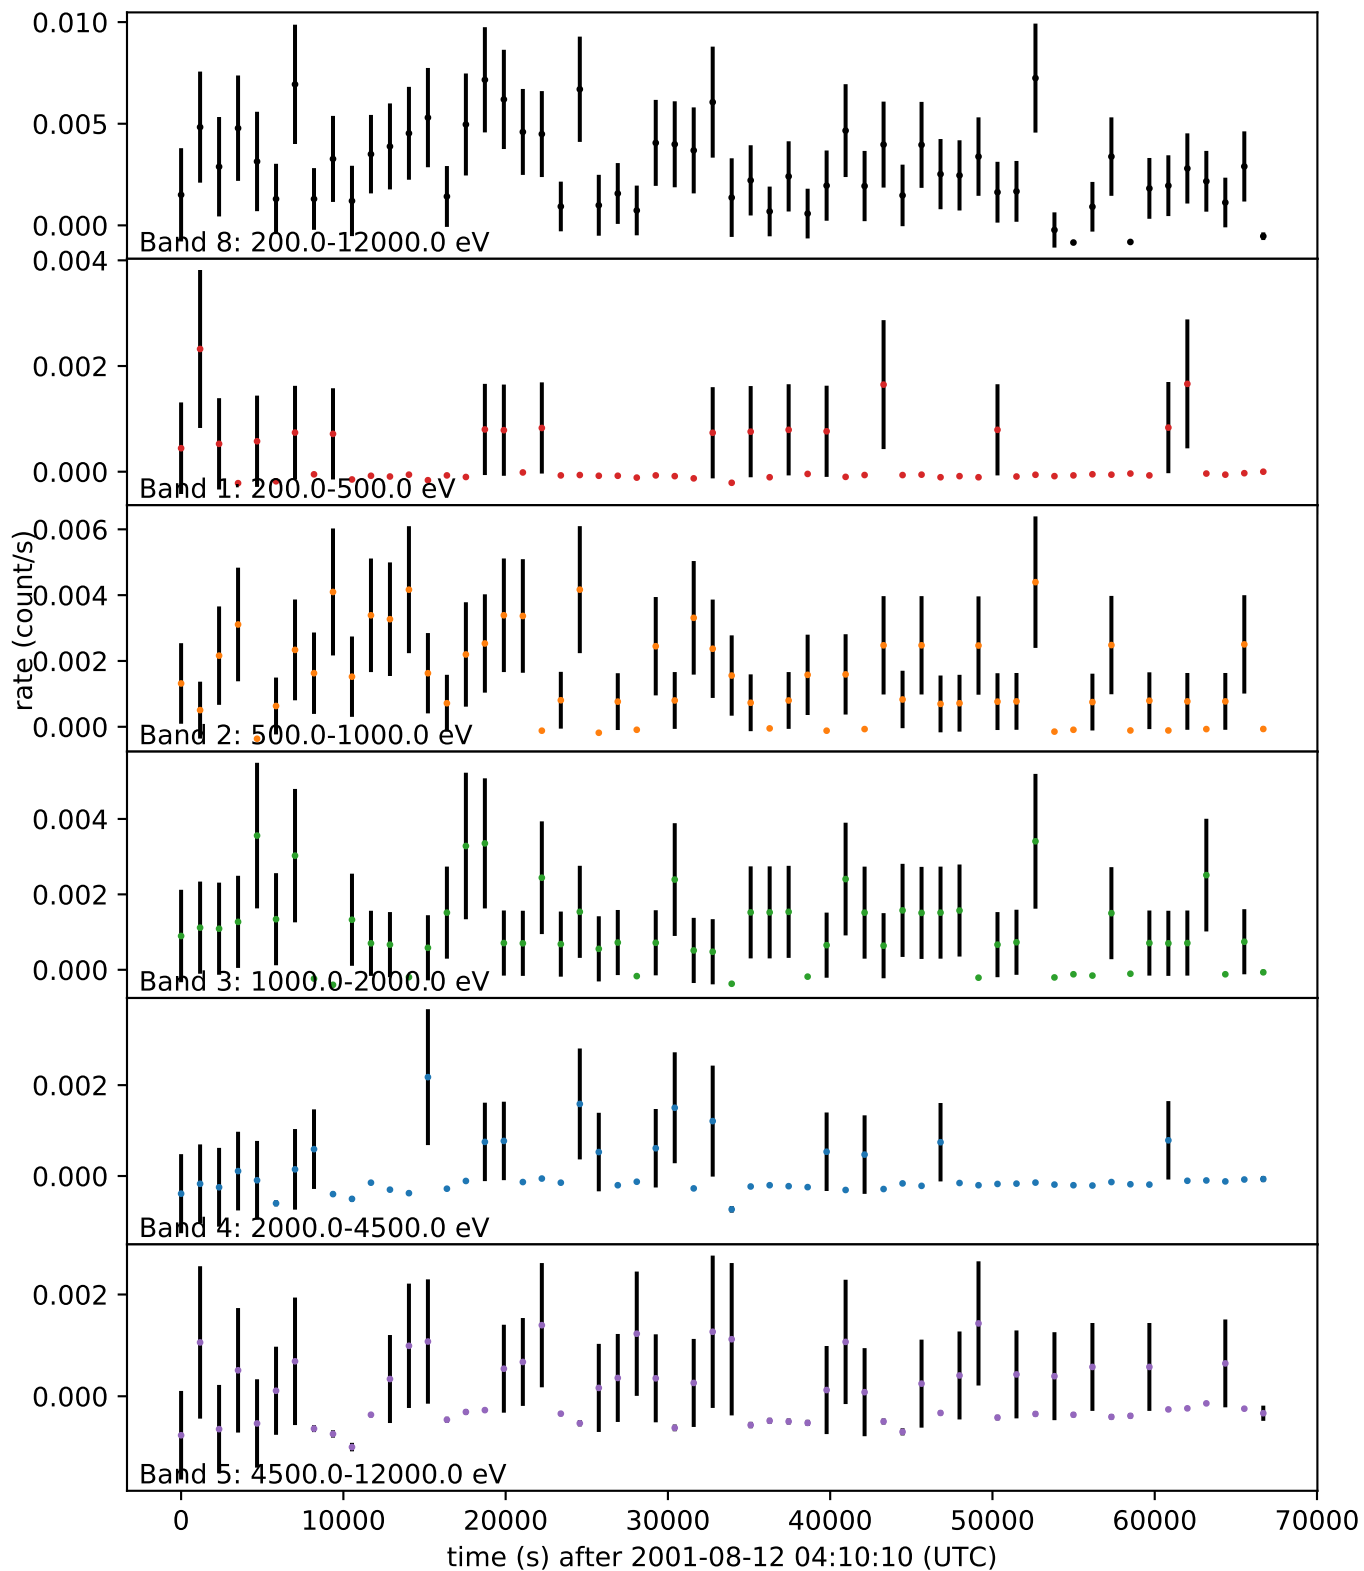 0.010
0.005
0.000
Band 8: 200.0-12000.0 eV
0.004
0.002
0.000
Band 1: 200.0-500.0 eV
rate (count/s)
0.006
0.004
0.002
0.000
Band 2: 500.0-1000.0 eV
0.004
0.002
0.000
Band 3: 1000.0-2000.0 eV
0.002
0.000
Band 4: 2000.0-4500.0 eV
0.002
0.000
Band 5: 4500.0-12000.0 eV
0 10000 20000 30000 40000 50000 60000 70000
time (s) after 2001-08-12 04:10:10 (UTC)